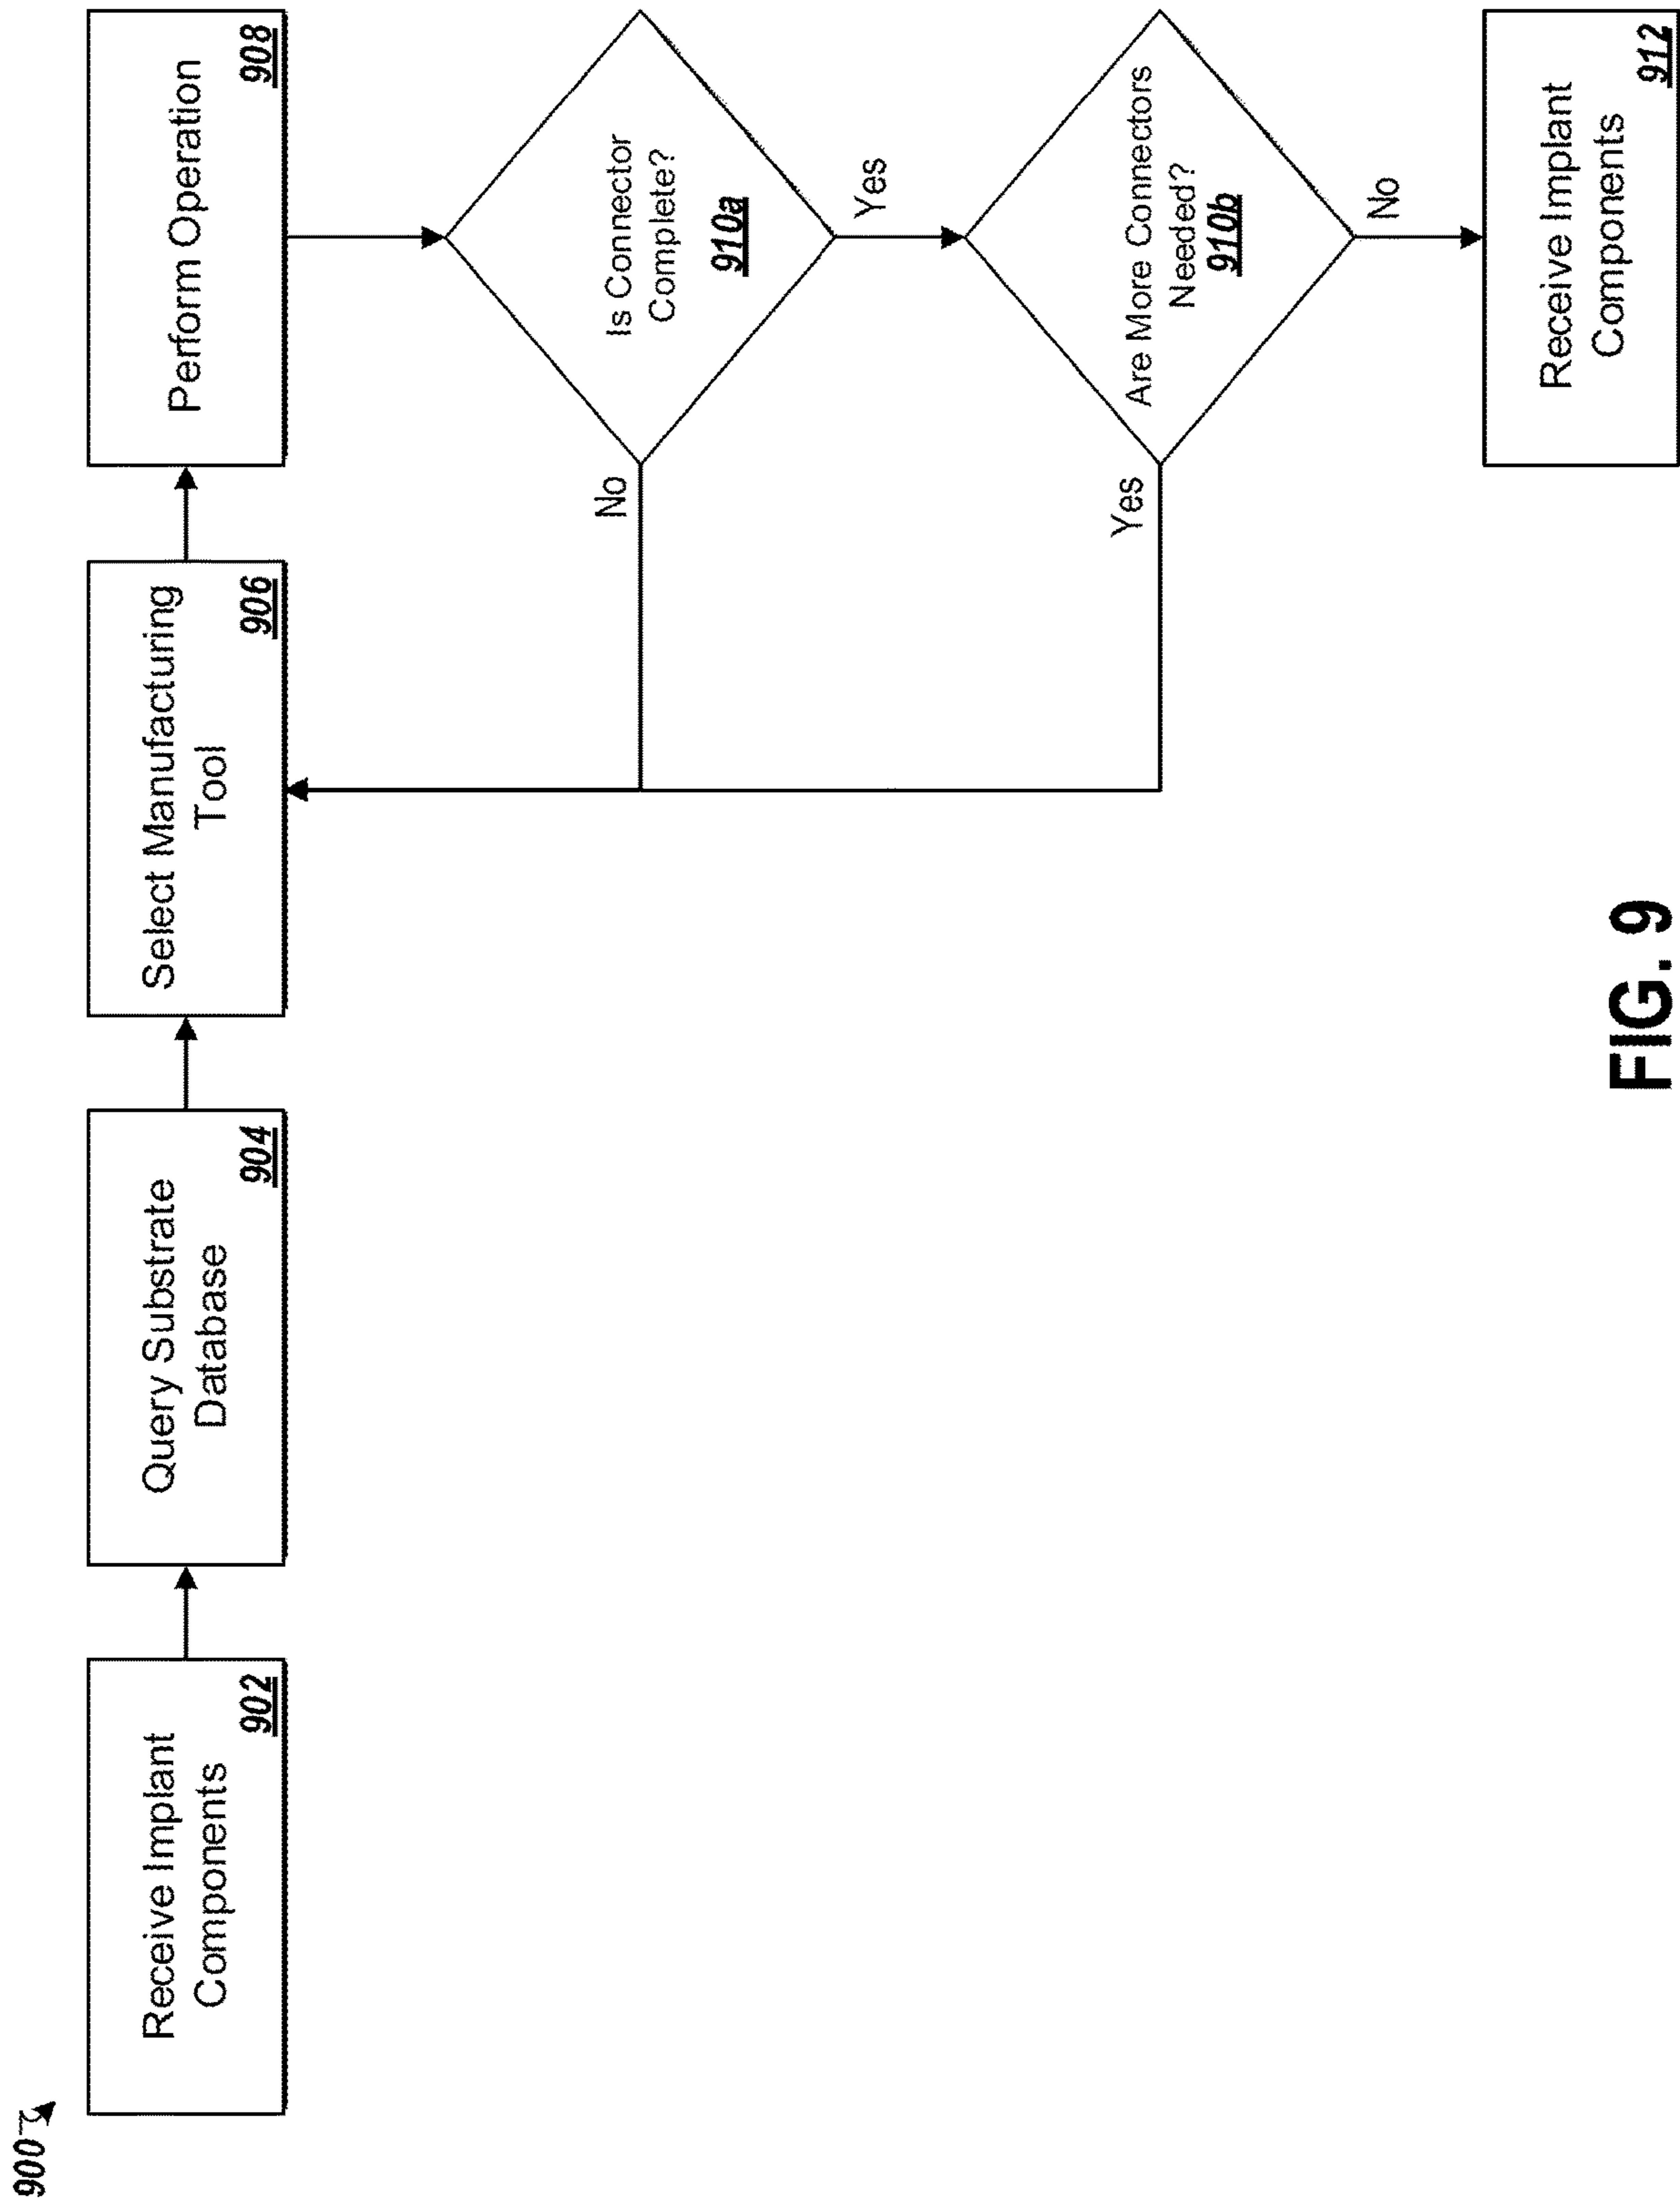 900
Receive Implant
Components
902
Query Substrate
Database
904
Select Manufacturing
Tool
906
Perform Operation
908
Is Connector
Complete?
910a
No
Yes
Are More Connectors
Needed?
910b
Yes
No
Receive Implant
Components
912
FIG. 9